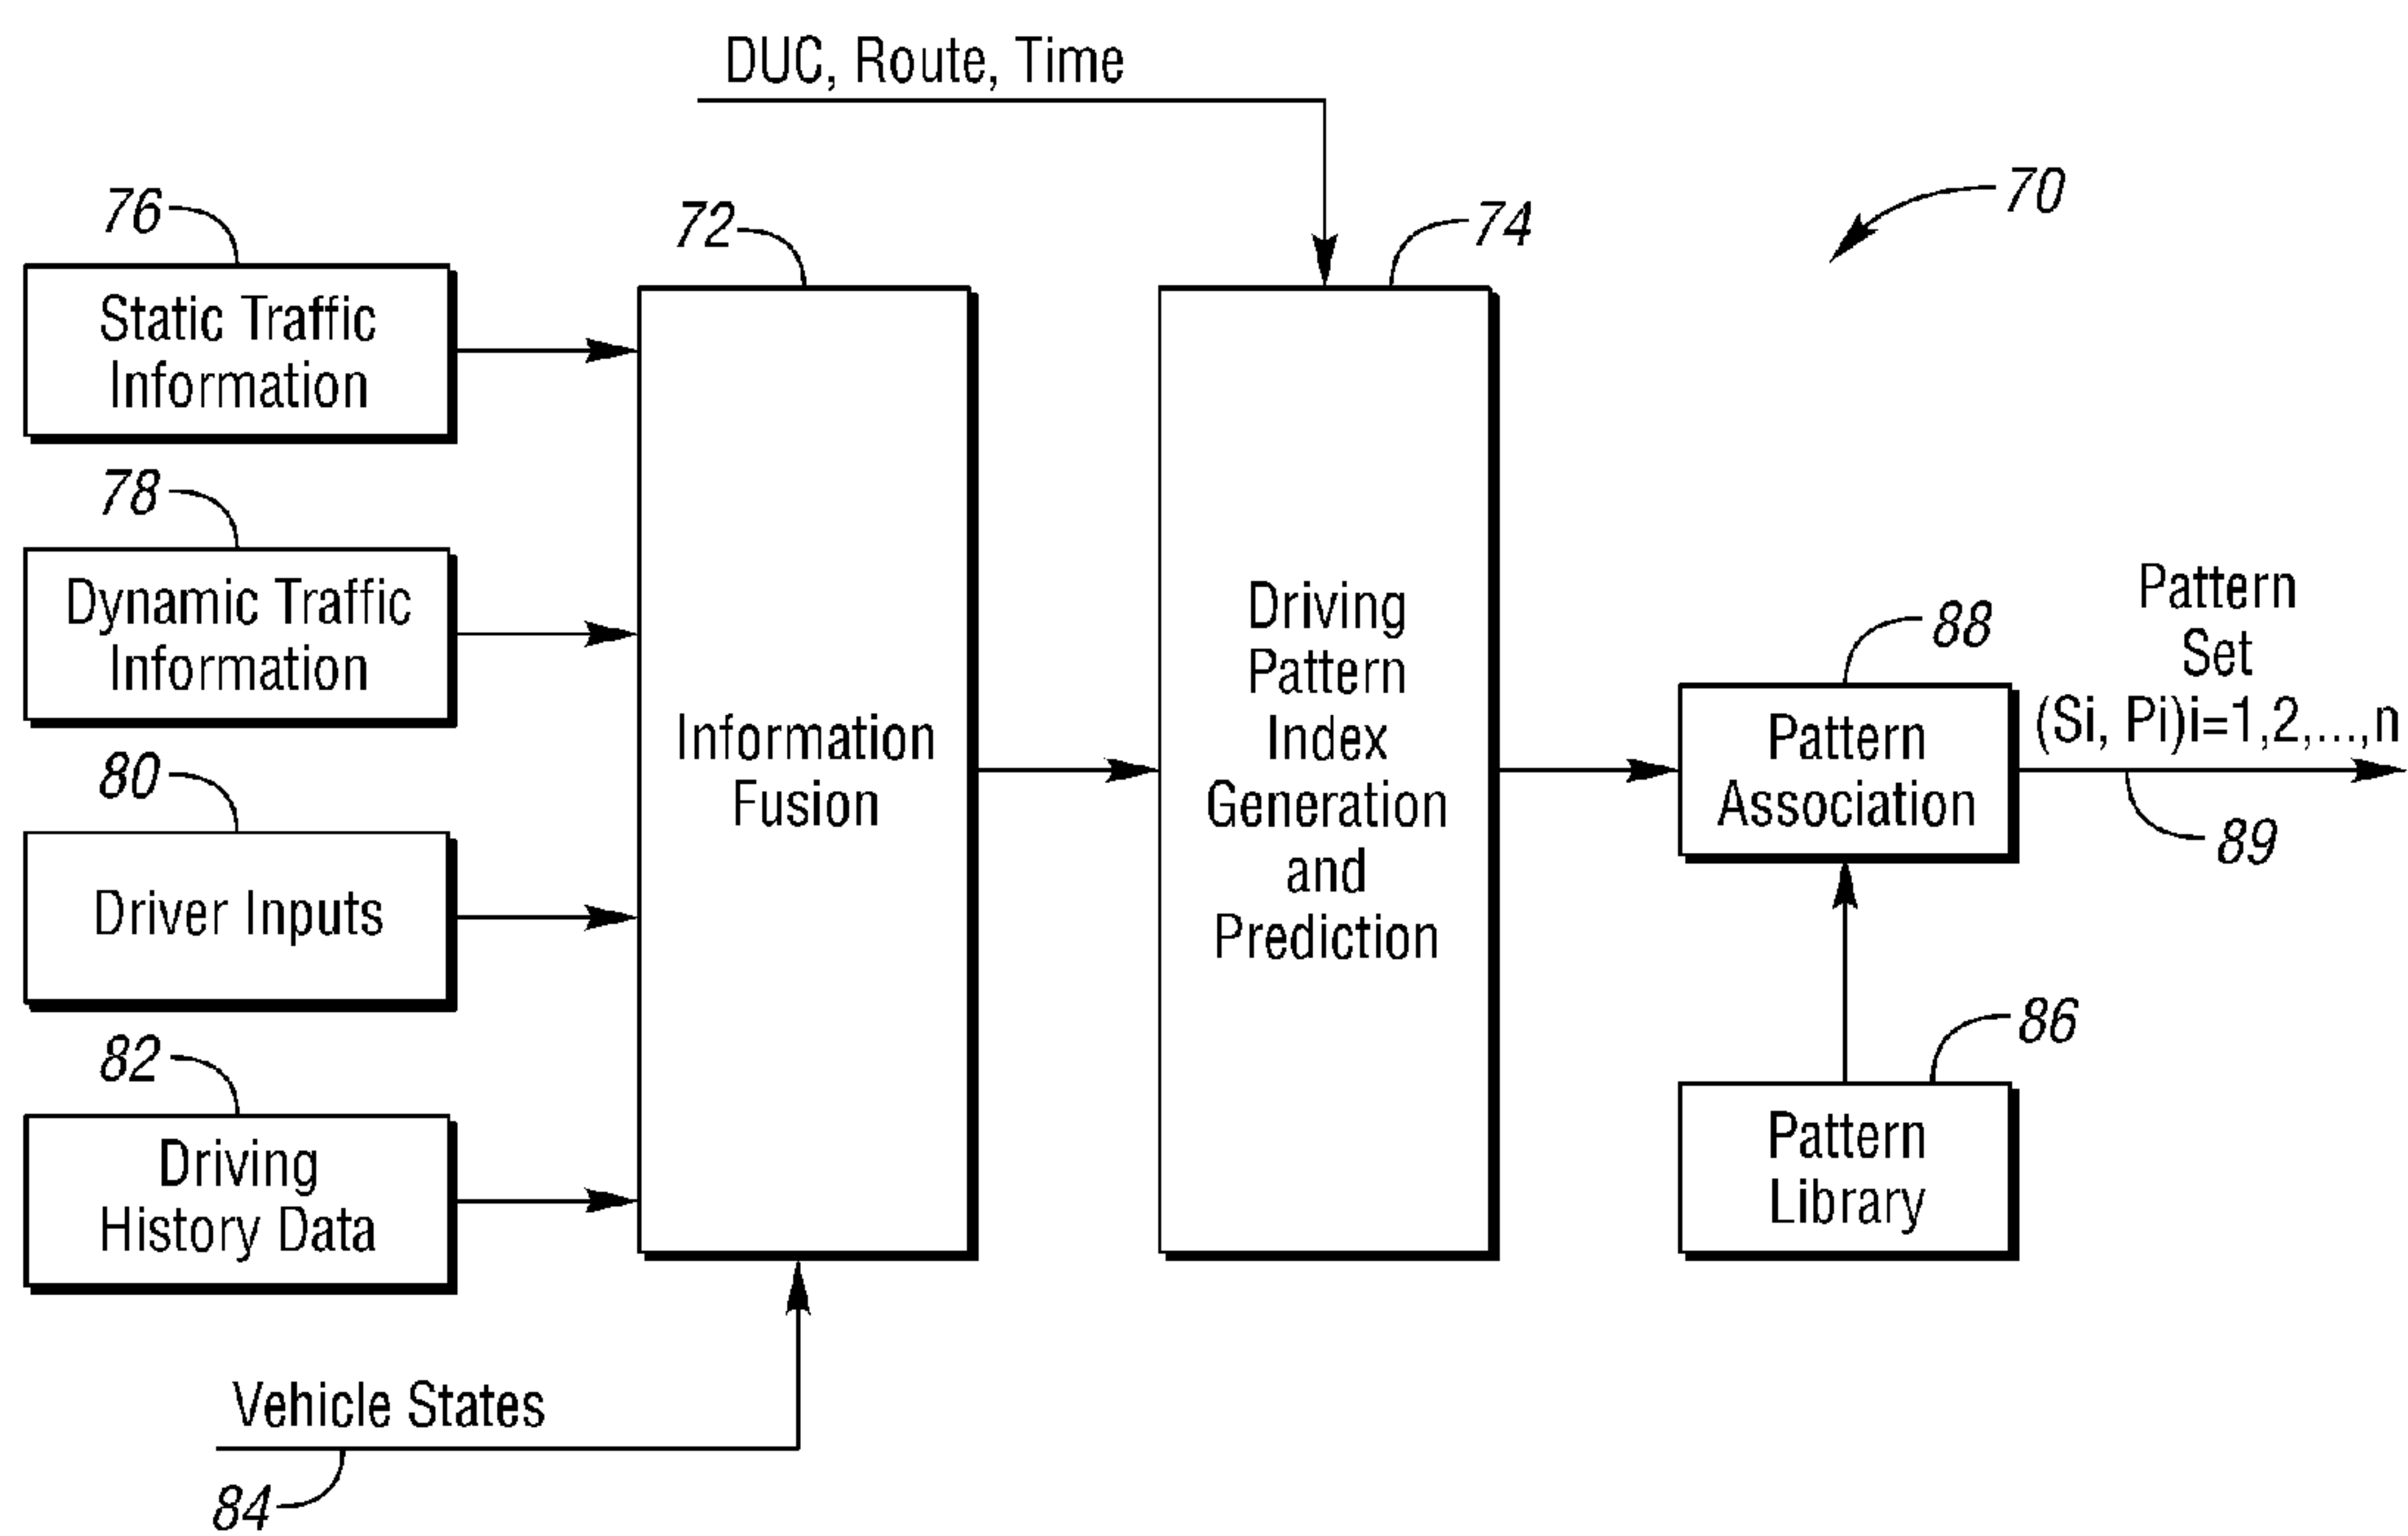 DUC, Route, Time
70
76
72
74
Static Traffic
Information
78
Dynamic Traffic
Information
80
Driver Inputs
82
Driving
History Data
Information
Fusion
Driving
Pattern
Index
Generation
and
Prediction
88
Pattern
Association
Pattern
Set
(Si, Pi)i=1,2,...,n
89
86
Pattern
Library
Vehicle States
84